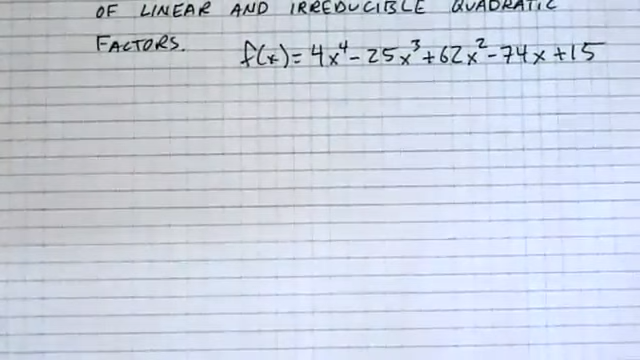 OF LINEAR AND IRREDUCIBLE QUADRATIC
FACTORS. f(x) = 4x⁴ - 25x³ + 62x² - 74x + 15